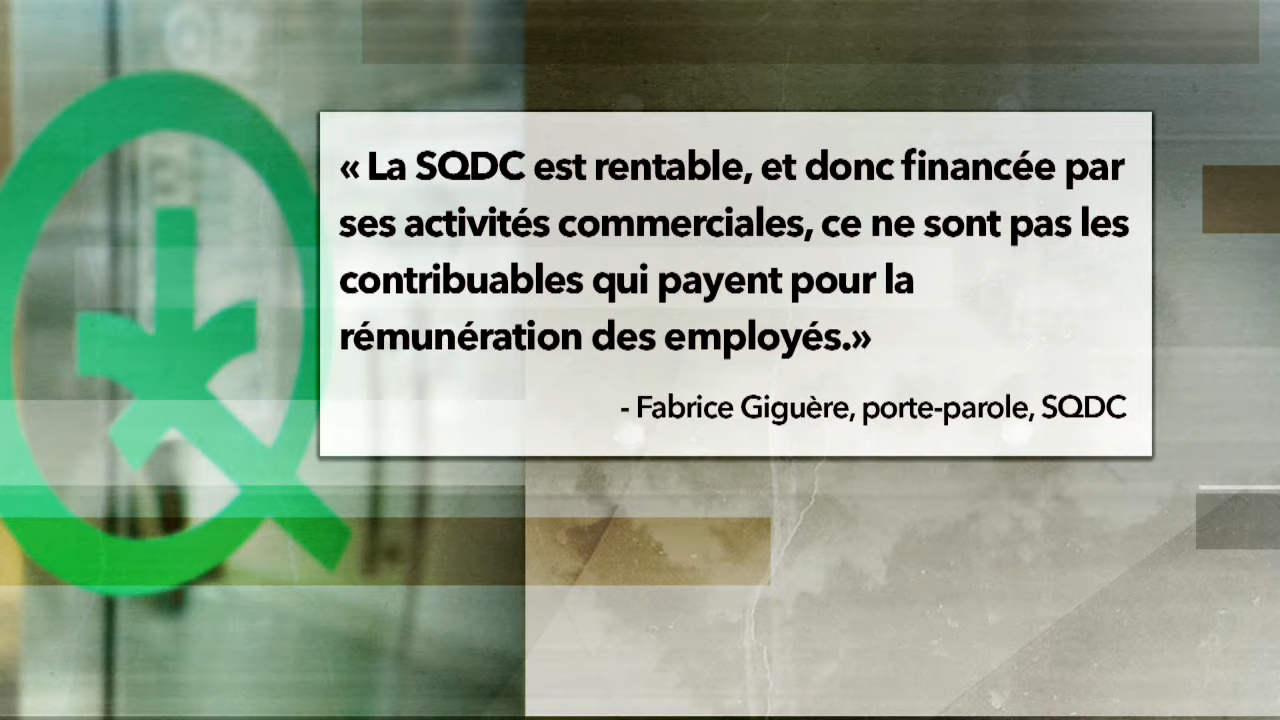 « La SQDC est rentable, et donc financée par
ses activités commerciales, ce ne sont pas les
contribuables qui payent pour la
rémunération des employés.»
- Fabrice Giguère, porte-parole, SQDC